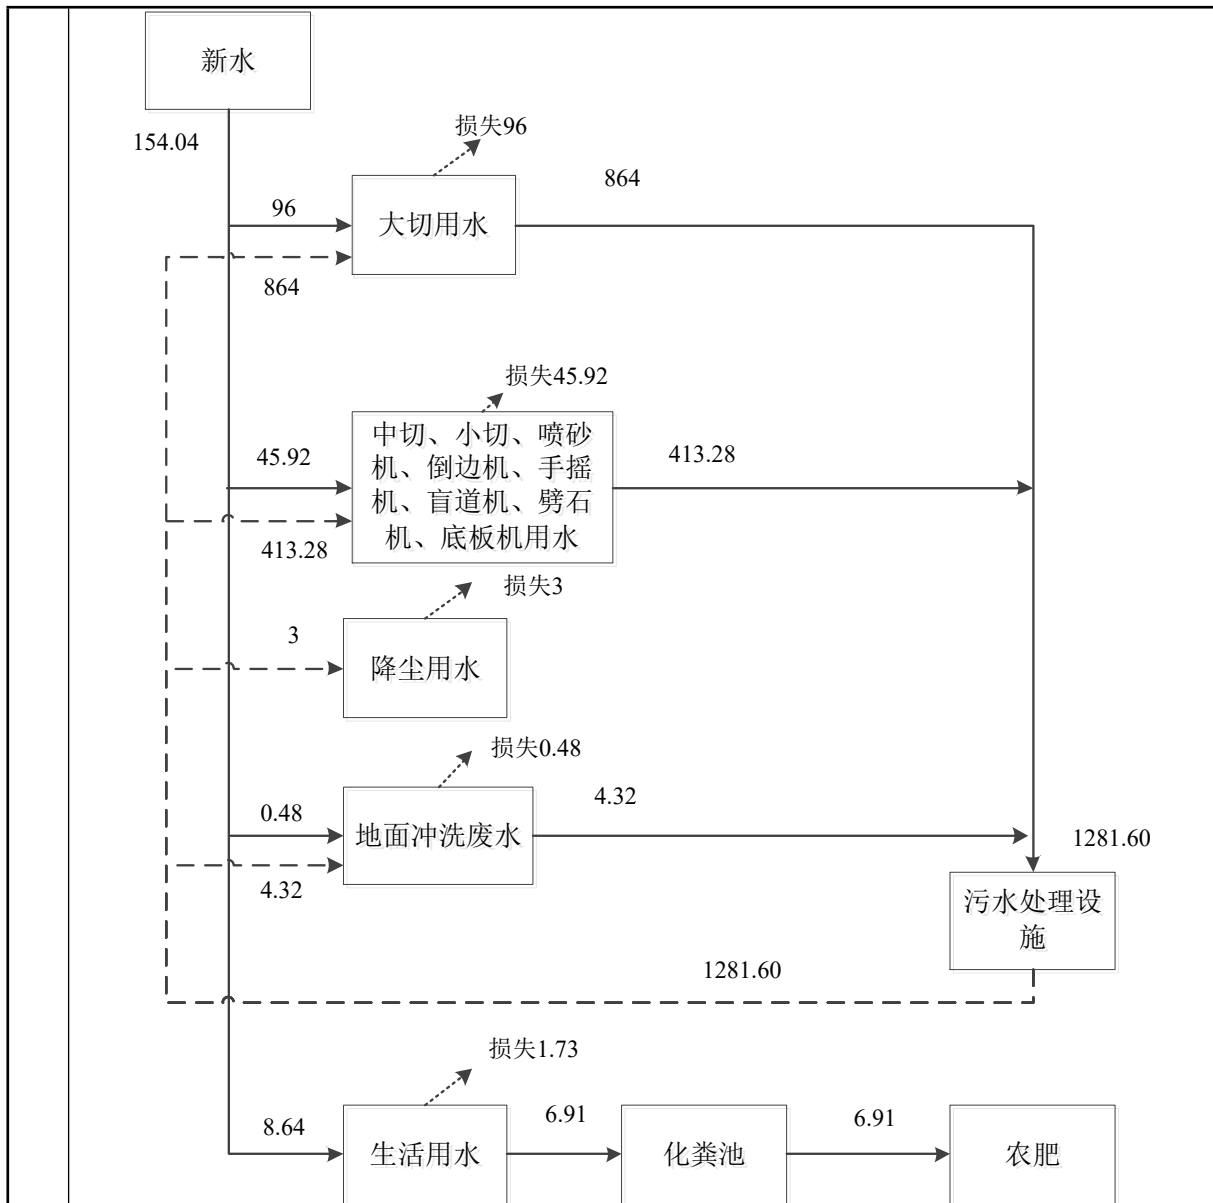 新水
154.04
损失96
864
96
大切用水
864
损失45.92
中切、小切、喷砂
机、倒边机、手摇
机、盲道机、劈石
机、底板机用水
45.92
413.28
413.28
损失3
3
降尘用水
损失0.48
0.48
地面冲洗废水
4.32
4.32
1281.60
污水处理设
施
1281.60
损失1.73
8.64
生活用水
6.91
化粪池
6.91
农肥